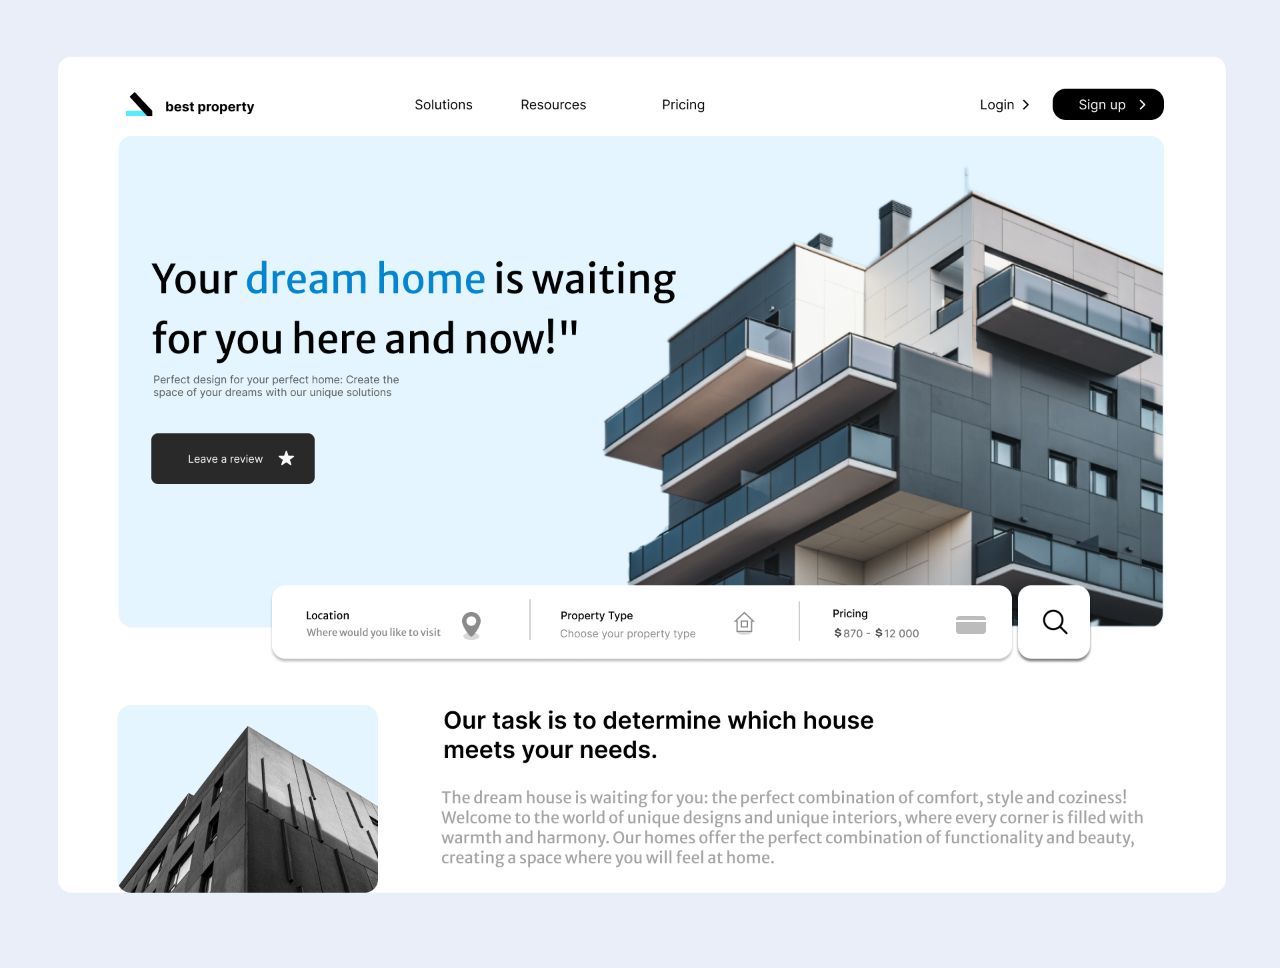 best property
Solutions
Resources
Pricing
Login
Sign up
Your dream home is waiting
for you here and now!"
Perfect design for your perfect home: Create the
space of your dreams with our unique solutions
Leave a review
Location
Where would you like to visit
Property Type
Choose your property type
Pricing
$870 - $12 000
Our task is to determine which house
meets your needs.
The dream house is waiting for you: the perfect combination of comfort, style and coziness!
Welcome to the world of unique designs and unique interiors, where every corner is filled with
warmth and harmony. Our homes offer the perfect combination of functionality and beauty,
creating a space where you will feel at home.